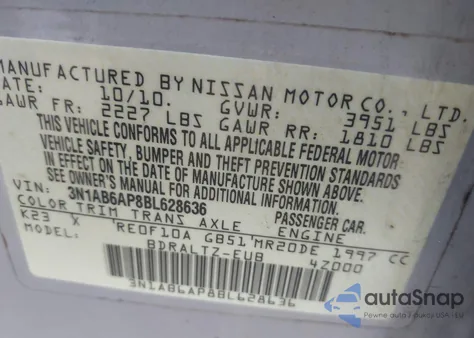 MANUFACTURED BY NISSAN MOTOR CO., LTD.
DATE: 10/10. GVWR: 3951 LBS
GAWR FR: 2227 LBS GAWR RR: 1810 LBS
THIS VEHICLE CONFORMS TO ALL APPLICABLE FEDERAL MOTOR
VEHICLE SAFETY, BUMPER AND THEFT PREVENTION STANDARDS
IN EFFECT ON THE DATE OF MANUFACTURE SHOWN ABOVE.
SEE OWNER'S MANUAL FOR ADDITIONAL INFORMATION.
VIN: 3N1AB6AP8BL628636 PASSENGER CAR.
COLOR TRIM TRANS AXLE ENGINE
K23 X RE0F10A GB51 MR20DE 1997 CC
MODEL: BDRALTZ-EUB 4Z000
3N1AB6AP8BL628636
autoSnap